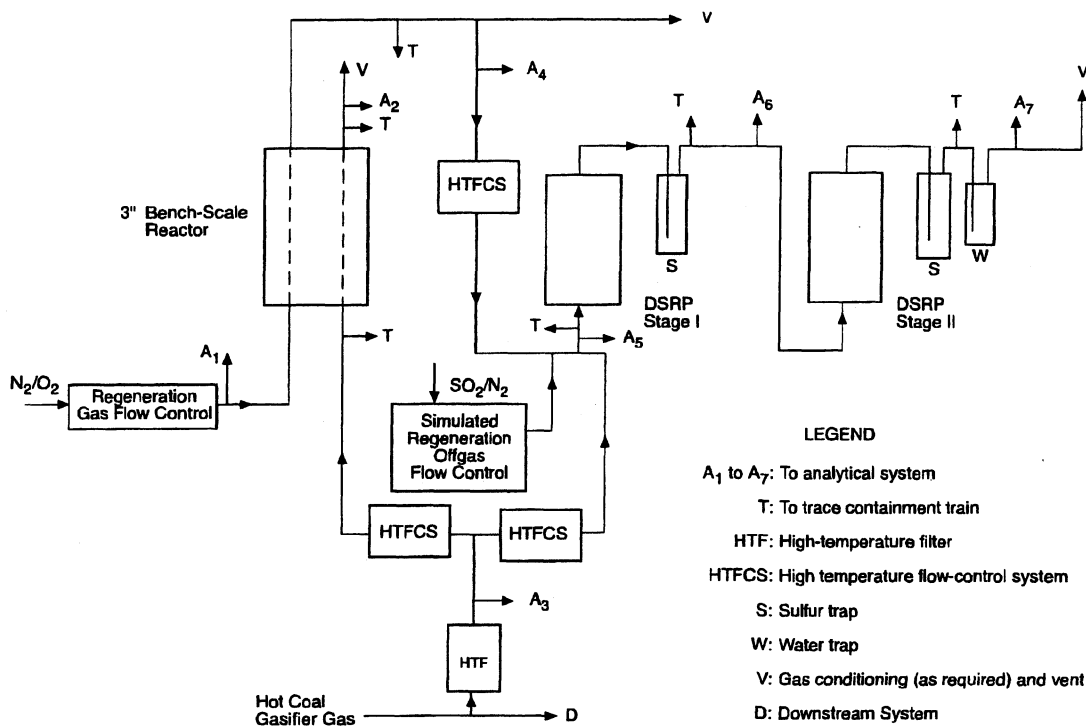 V
T
V
A4
A2
T
T
A6
T
A7
V
HTFCS
3" Bench-Scale
Reactor
S
S
W
DSRP
Stage I
DSRP
Stage II
T
T
A5
A1
N2/O2
Regeneration
Gas Flow Control
SO2/N2
Simulated
Regeneration
Offgas
Flow Control
HTFCS
HTFCS
A3
HTF
Hot Coal
Gasifier Gas
D
LEGEND
A1 to A7: To analytical system
T: To trace containment train
HTF: High-temperature filter
HTFCS: High temperature flow-control system
S: Sulfur trap
W: Water trap
V: Gas conditioning (as required) and vent
D: Downstream System